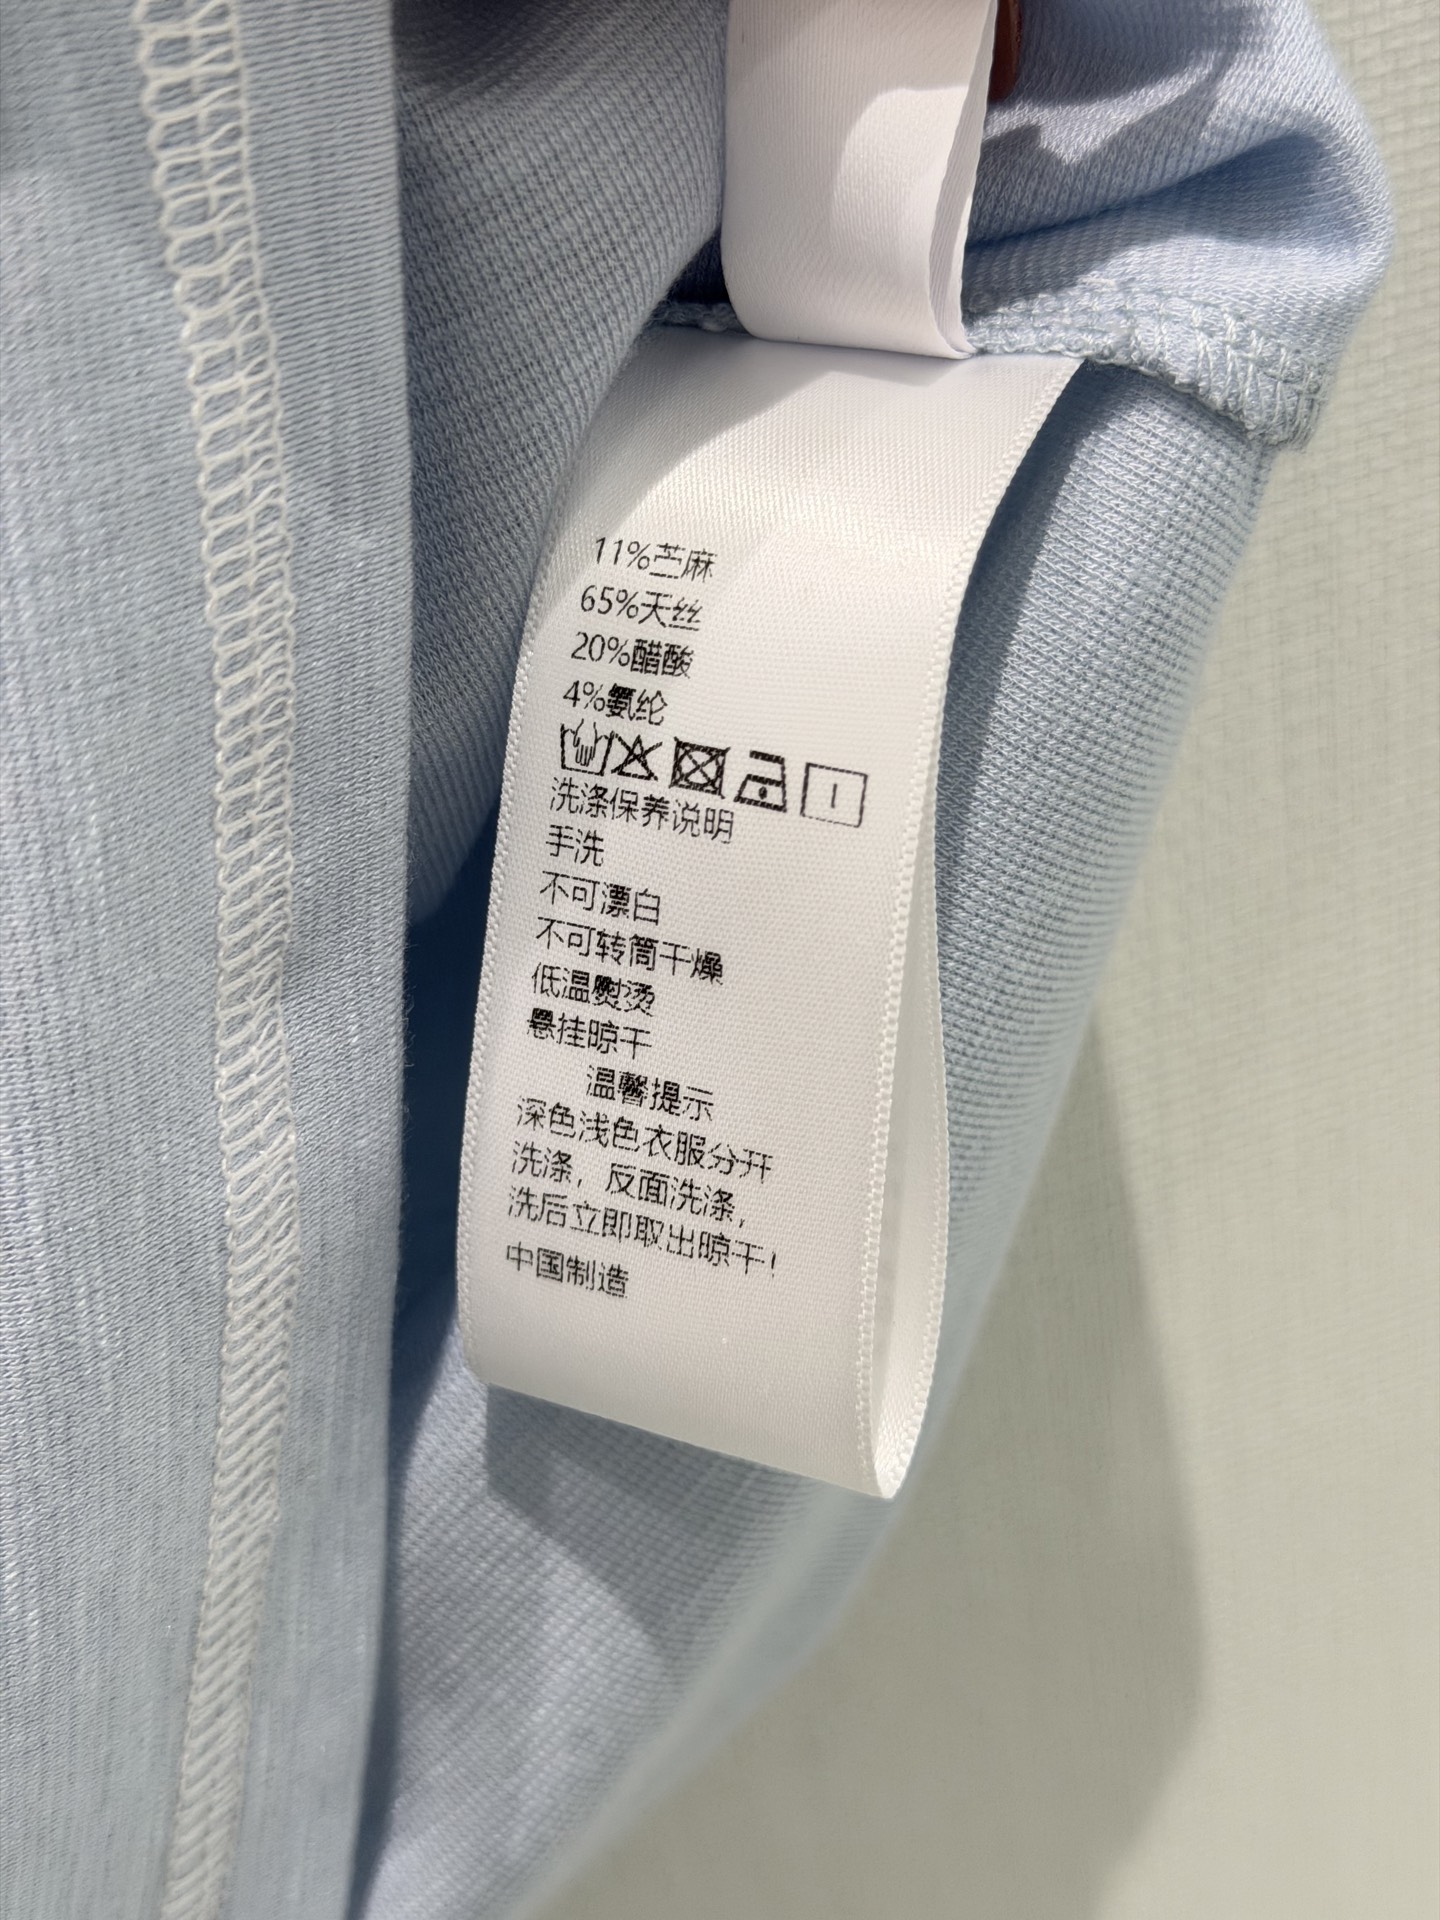 11%苎麻
65%天丝
20%醋酸
4%氨纶
洗涤保养说明
手洗
不可漂白
不可转筒干燥
低温熨烫
悬挂晾干
温馨提示
深色浅色衣服分开
洗涤，反面洗涤，
洗后立即取出晾干！
中国制造